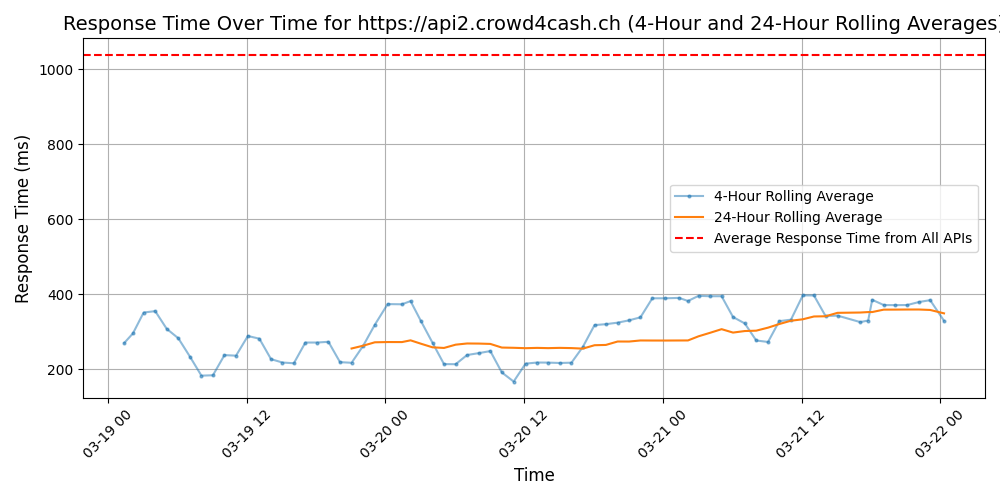 Response Time Over Time for https://api2.crowd4cash.ch (4-Hour and 24-Hour Rolling Averages)
Response Time (ms)
1000
800
600
400
200
4-Hour Rolling Average
24-Hour Rolling Average
Average Response Time from All APIs
03-19 00
03-19 12
03-20 00
03-20 12
03-21 00
03-21 12
03-22 00
Time